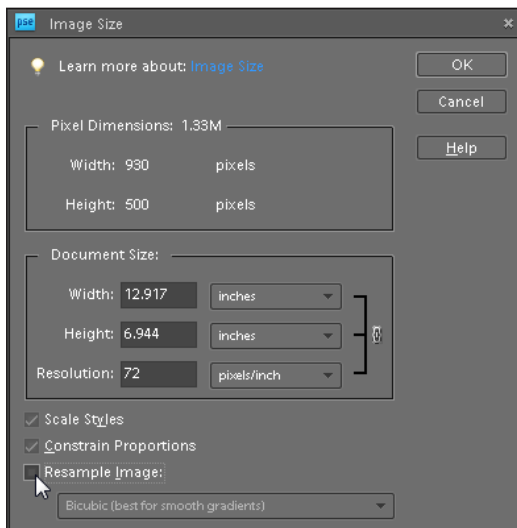 pse Image Size
Learn more about: Image Size
OK
Cancel
Help
Pixel Dimensions: 1.33M
Width: 930 pixels
Height: 500 pixels
Document Size:
Width: 12.917 inches
Height: 6.944 inches
Resolution: 72 pixels/inch
Scale Styles
Constrain Proportions
Resample Image:
Bicubic (best for smooth gradients)